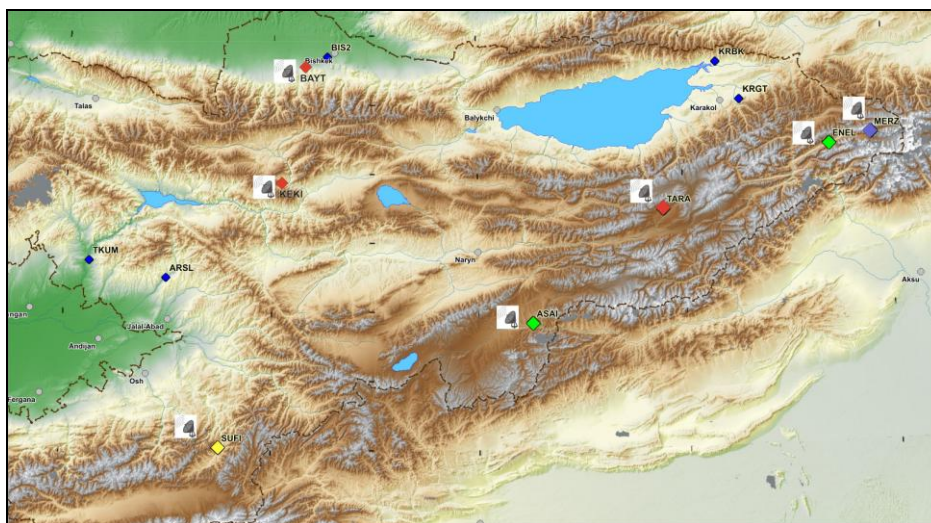 BIS2
Bishkek
BAYT
KRBK
Talas
KRGT
Karakol
Balykchi
MERZ
ENEL
KEKI
TARA
TKUM
Naryn
ARSL
Aksu
ASAI
Jalal-Abad
Andijan
Osh
Fergana
SUFI